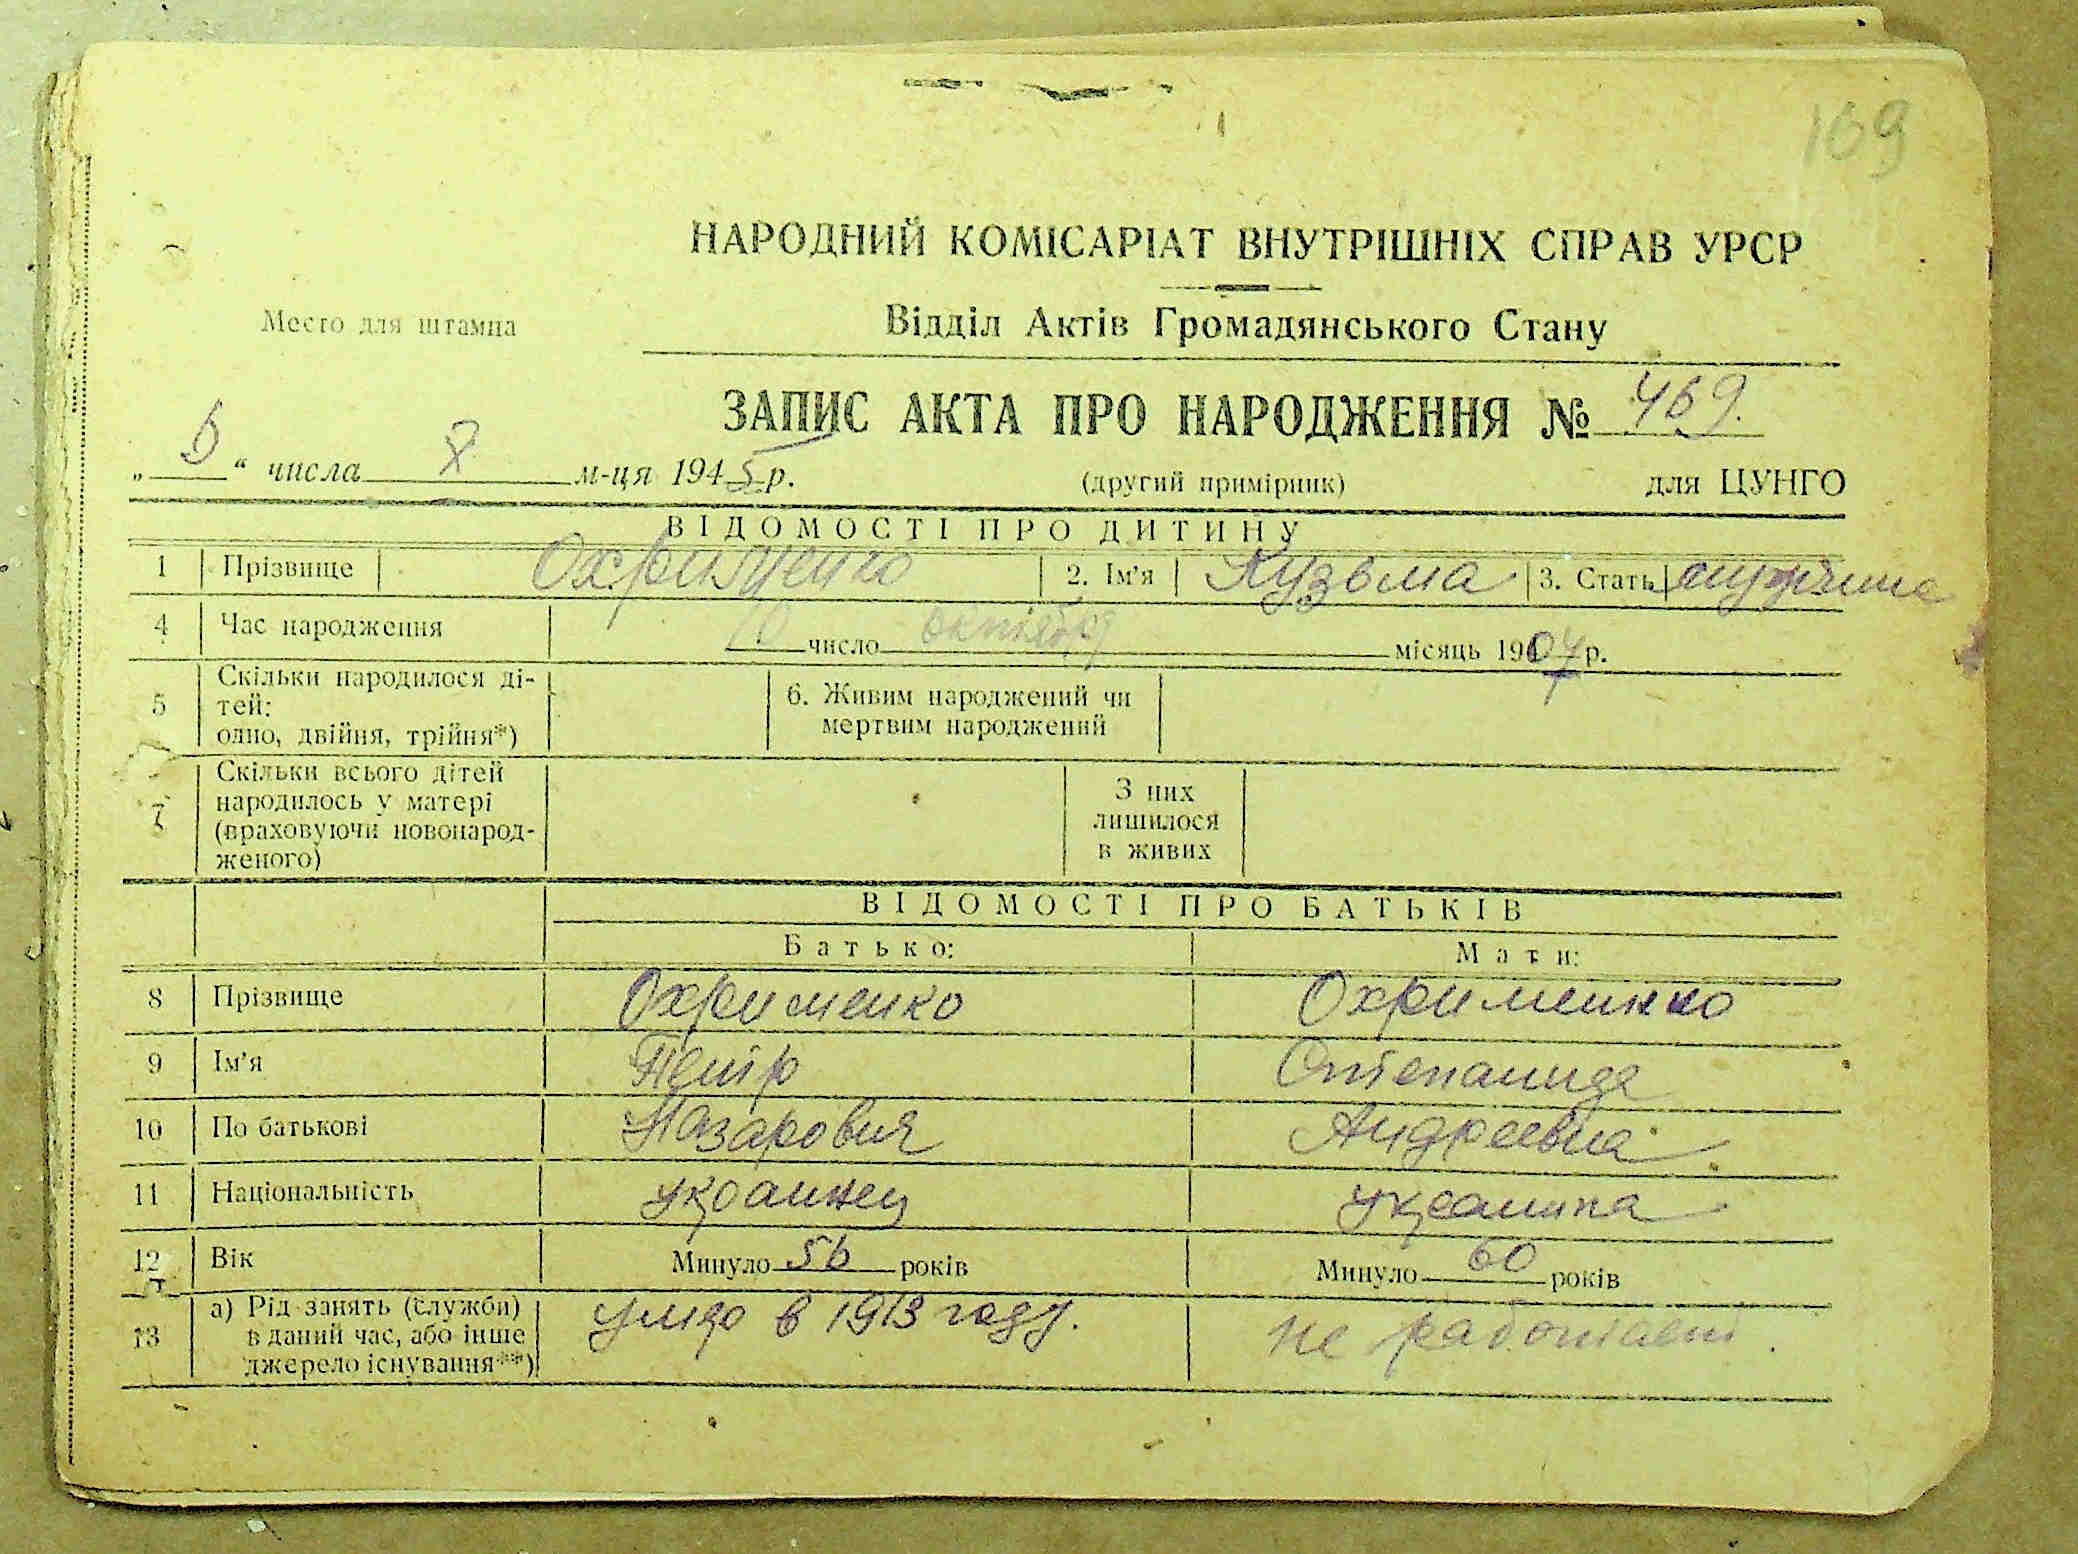 169
НАРОДНИЙ КОМІСАРІАТ ВНУТРІШНІХ СПРАВ УРСР
Место для штампа
Відділ Актів Громадянського Стану
ЗАПИС АКТА ПРО НАРОДЖЕННЯ № 469.
„ “ числа X м-ця 1945 р.
(другий примірник) для ЦУНГО
ВІДОМОСТІ ПРО ДИТИНУ
1 Прізвище Охрименко 2. Ім'я Кузьма 3. Стать
4 Час народження 10 число октября місяць 1907 р.
5 Скільки народилося ді-
тей:
одно, двійня, трійня*)
6. Живим народжений чи
мертвим народжений
7 Скільки всього дітей
народилось у матері
(враховуючи новонарод-
женого)
З них
лишилося
в живих
ВІДОМОСТІ ПРО БАТЬКІВ
Батько: Мати:
8 Прізвище Охрименко Охрименко
9 Ім'я Петр Степанида
10 По батькові Назарович Андреевна
11 Національність украинец украинка
12 Вік Минуло 56 років Минуло 60 років
13 а) Рід занять (служби)
в даний час, або інше
джерело існування**)
умер в 1913 году.
не работает.